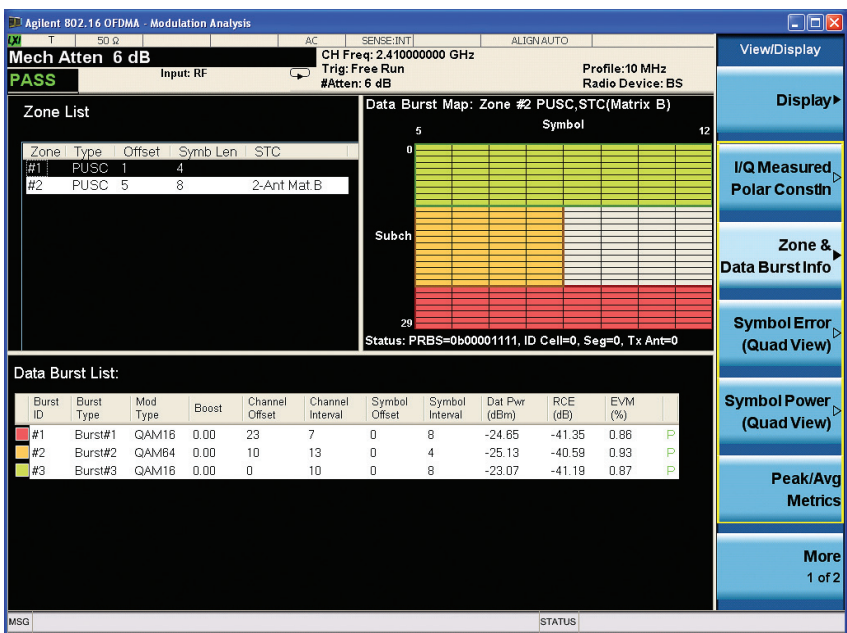 Agilent 802.16 OFDMA - Modulation Analysis
LXI T 50 Ω AC SENSE:INT ALIGN AUTO
Mech Atten 6 dB
PASS
Input: RF
CH Freq: 2.410000000 GHz
Trig: Free Run
#Atten: 6 dB
Profile:10 MHz
Radio Device: BS
Zone List
Zone Type Offset Symb Len STC
#1 PUSC 1 4
#2 PUSC 5 8 2-Ant Mat.B
Data Burst Map: Zone #2 PUSC,STC(Matrix B)
Symbol
5 12
0
Subch
29
Status: PRBS=0b00001111, ID Cell=0, Seg=0, Tx Ant=0
Data Burst List:
Burst ID Burst Type Mod Type Boost Channel Offset Channel Interval Symbol Offset Symbol Interval Dat Pwr (dBm) RCE (dB) EVM (%)
#1 Burst#1 QAM16 0.00 23 7 0 8 -24.65 -41.35 0.86 P
#2 Burst#2 QAM64 0.00 10 13 0 4 -25.13 -40.59 0.93 P
#3 Burst#3 QAM16 0.00 0 10 0 8 -23.07 -41.19 0.87 P
View/Display
Display
I/Q Measured
Polar Constln
Zone &
Data Burst Info
Symbol Error
(Quad View)
Symbol Power
(Quad View)
Peak/Avg
Metrics
More
1 of 2
MSG STATUS